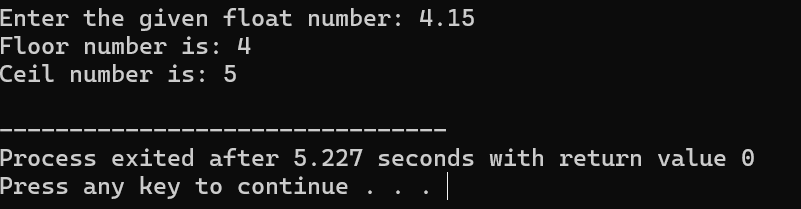 Enter the given float number: 4.15
Floor number is: 4
Ceil number is: 5
--------------------------------
Process exited after 5.227 seconds with return value 0
Press any key to continue . . .